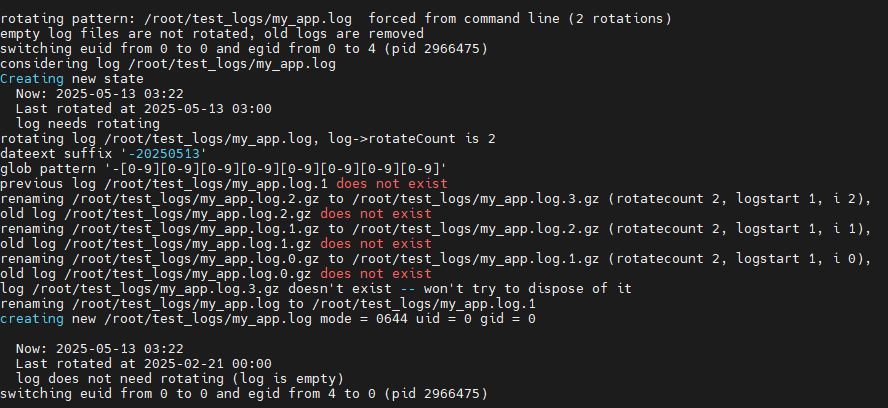 rotating pattern: /root/test_logs/my_app.log  forced from command line (2 rotations)
empty log files are not rotated, old logs are removed
switching euid from 0 to 0 and egid from 0 to 4 (pid 2966475)
considering log /root/test_logs/my_app.log
Creating new state
  Now: 2025-05-13 03:22
  Last rotated at 2025-05-13 03:00
  log needs rotating
rotating log /root/test_logs/my_app.log, log->rotateCount is 2
dateext suffix '-20250513'
glob pattern '-[0-9][0-9][0-9][0-9][0-9][0-9][0-9][0-9]'
previous log /root/test_logs/my_app.log.1 does not exist
renaming /root/test_logs/my_app.log.2.gz to /root/test_logs/my_app.log.3.gz (rotatecount 2, logstart 1, i 2),
old log /root/test_logs/my_app.log.2.gz does not exist
renaming /root/test_logs/my_app.log.1.gz to /root/test_logs/my_app.log.2.gz (rotatecount 2, logstart 1, i 1),
old log /root/test_logs/my_app.log.1.gz does not exist
renaming /root/test_logs/my_app.log.0.gz to /root/test_logs/my_app.log.1.gz (rotatecount 2, logstart 1, i 0),
old log /root/test_logs/my_app.log.0.gz does not exist
log /root/test_logs/my_app.log.3.gz doesn't exist -- won't try to dispose of it
renaming /root/test_logs/my_app.log to /root/test_logs/my_app.log.1
creating new /root/test_logs/my_app.log mode = 0644 uid = 0 gid = 0
  Now: 2025-05-13 03:22
  Last rotated at 2025-02-21 00:00
  log does not need rotating (log is empty)
switching euid from 0 to 0 and egid from 4 to 0 (pid 2966475)